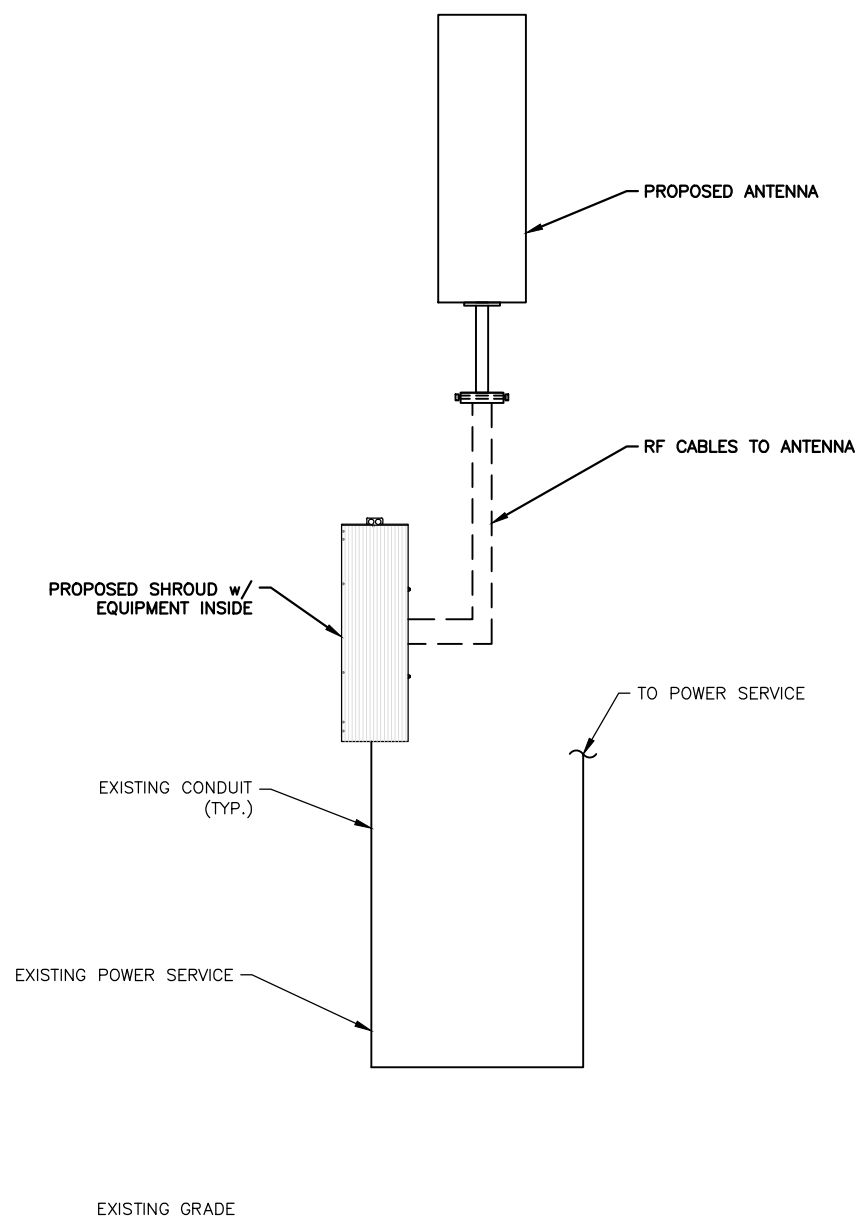 PROPOSED ANTENNA
RF CABLES TO ANTENNA
PROPOSED SHROUD w/
EQUIPMENT INSIDE
TO POWER SERVICE
EXISTING CONDUIT
(TYP.)
EXISTING POWER SERVICE
EXISTING GRADE